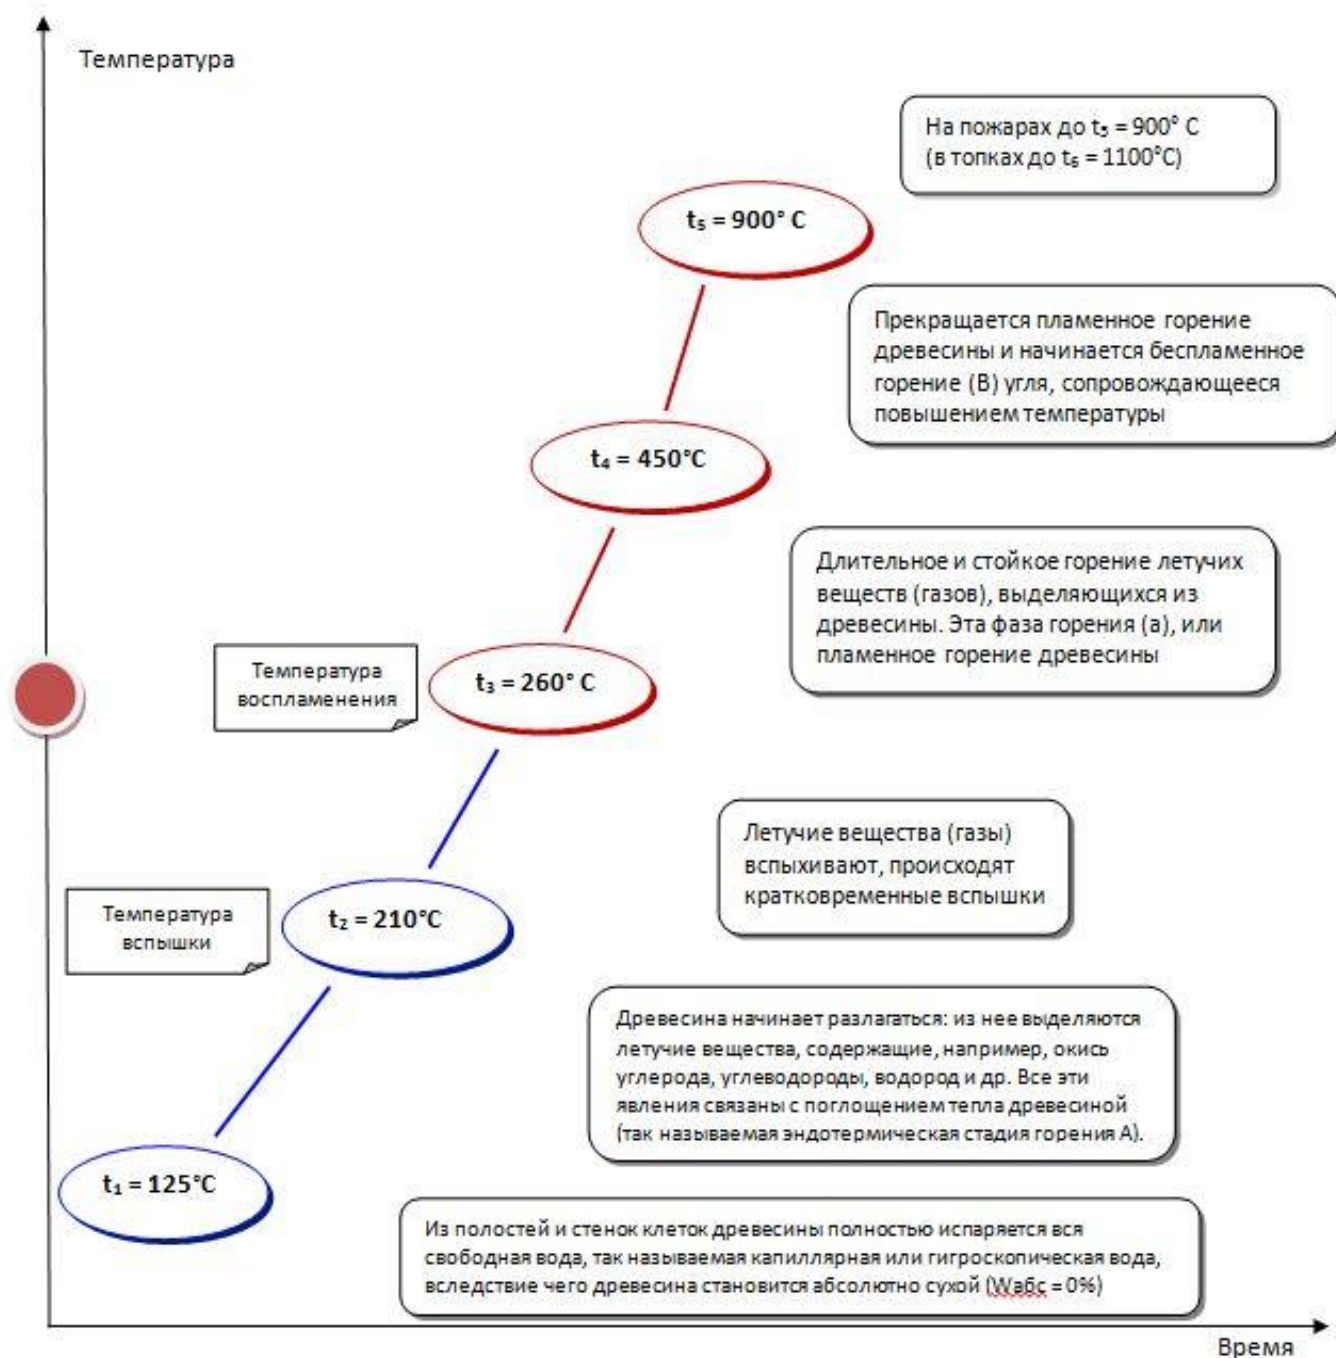 Температура
На пожарах до t₅ = 900° С
(в топках до t₆ = 1100°С)
t₅ = 900° С
Прекращается пламенное горение
древесины и начинается беспламенное
горение (В) угля, сопровождающееся
повышением температуры
t₄ = 450°С
Длительное и стойкое горение летучих
веществ (газов), выделяющихся из
древесины. Эта фаза горения (а), или
пламенное горение древесины
Температура
воспламенения
t₃ = 260° С
Летучие вещества (газы)
вспыхивают, происходят
кратковременные вспышки
Температура
вспышки
t₂ = 210°С
Древесина начинает разлагаться: из нее выделяются
летучие вещества, содержащие, например, окись
углерода, углеводороды, водород и др. Все эти
явления связаны с поглощением тепла древесиной
(так называемая эндотермическая стадия горения А).
t₁ = 125°С
Из полостей и стенок клеток древесины полностью испаряется вся
свободная вода, так называемая капиллярная или гигроскопическая вода,
вследствие чего древесина становится абсолютно сухой (Wабс = 0%)
Время